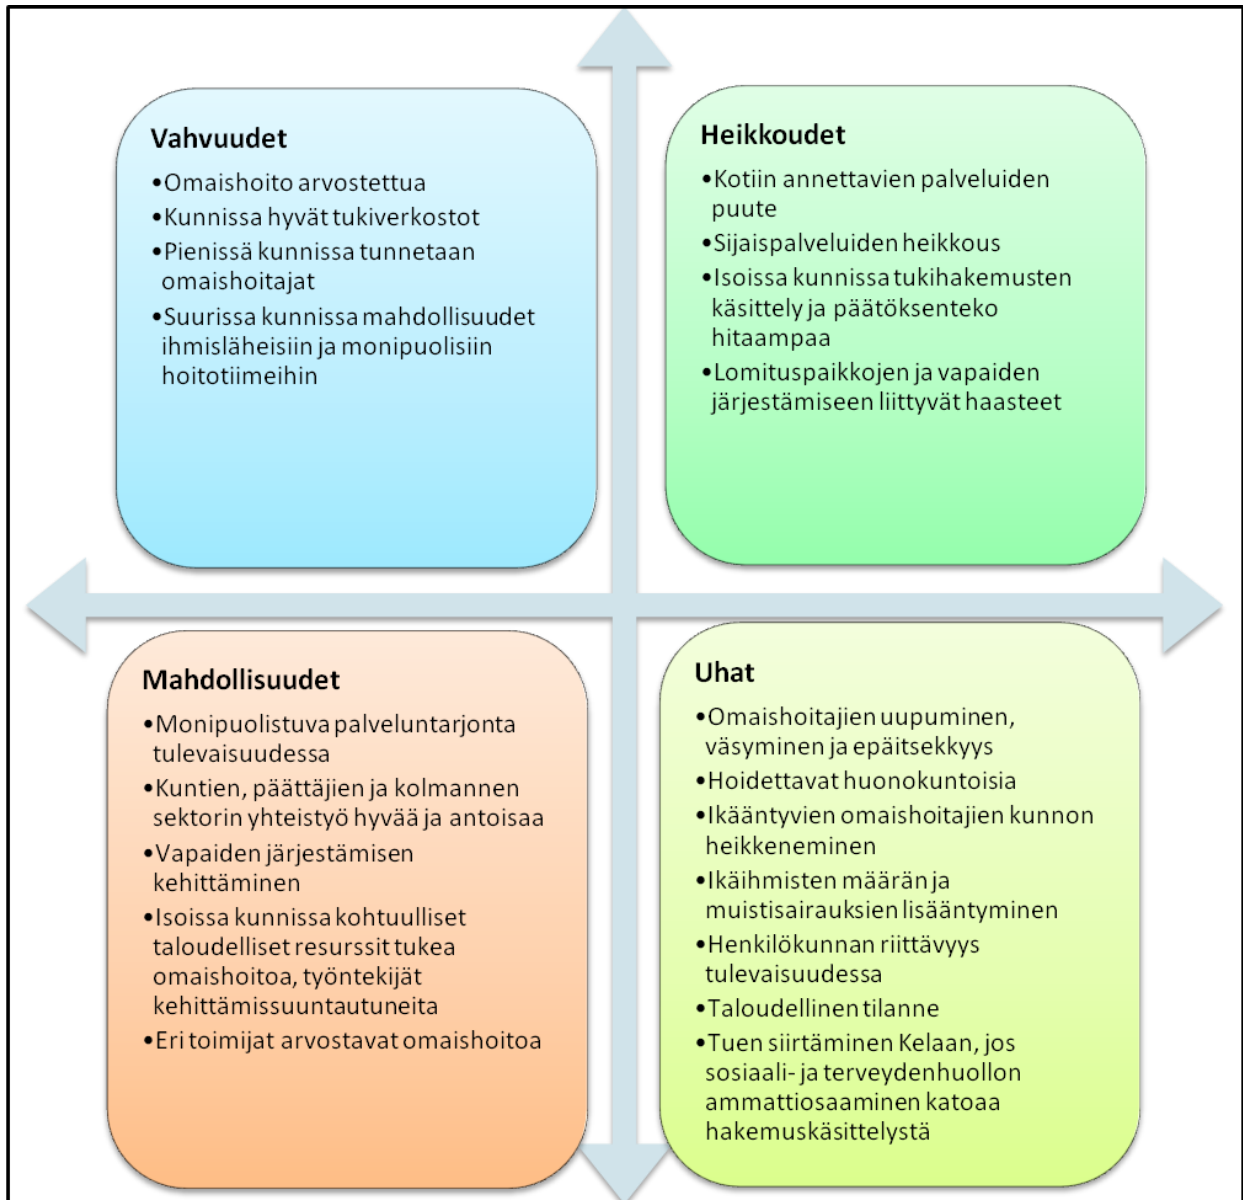 Vahvuudet
•Omaishoito arvostettua
•Kunnissa hyvät tukiverkostot
•Pienissä kunnissa tunnetaan
omaishoitajat
•Suurissa kunnissa mahdollisuudet
ihmisläheisiin ja monipuolisiin
hoitotiimeihin
Heikkoudet
•Kotiin annettavien palveluiden
puute
•Sijaispalveluiden heikkous
•Isoissa kunnissa tukihakemusten
käsittely ja päätöksenteko
hitaampaa
•Lomituspaikkojen ja vapaiden
järjestämiseen liittyvät haasteet
Mahdollisuudet
•Monipuolistuva palveluntarjonta
tulevaisuudessa
•Kuntien, päättäjien ja kolmannen
sektorin yhteistyö hyvää ja antoisaa
•Vapaiden järjestämisen
kehittäminen
•Isoissa kunnissa kohtuulliset
taloudelliset resurssit tukea
omaishoitoa, työntekijät
kehittämissuuntautuneita
•Eri toimijat arvostavat omaishoitoa
Uhat
•Omaishoitajien uupuminen,
väsyminen ja epäitsekkyys
•Hoidettavat huonokuntoisia
•Ikääntyvien omaishoitajien kunnon
heikkeneminen
•Ikäihmisten määrän ja
muistisairauksien lisääntyminen
•Henkilökunnan riittävyys
tulevaisuudessa
•Taloudellinen tilanne
•Tuen siirtäminen Kelaan, jos
sosiaali- ja terveydenhuollon
ammattiosaaminen katoaa
hakemuskäsittelystä